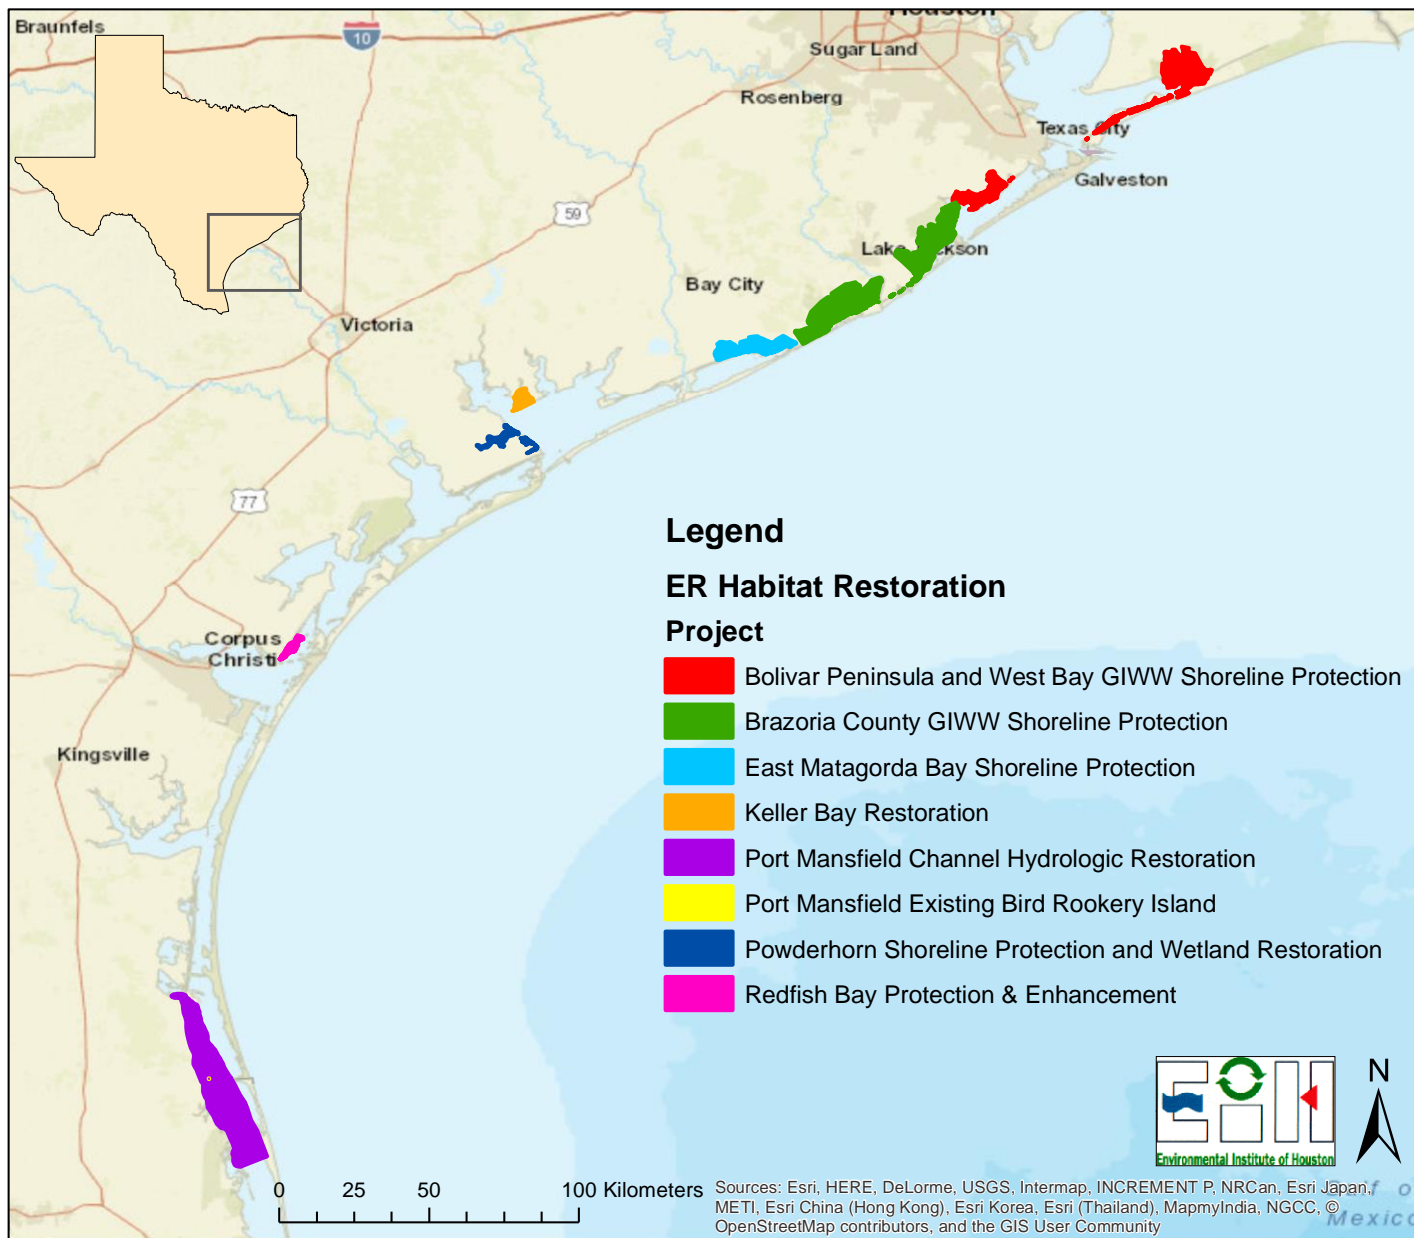 Houston
Braunfels
10
Sugar Land
Rosenberg
Texas City
Galveston
59
Lake Jackson
Bay City
Victoria
77
Legend
ER Habitat Restoration
Project
Bolivar Peninsula and West Bay GIWW Shoreline Protection
Brazoria County GIWW Shoreline Protection
East Matagorda Bay Shoreline Protection
Keller Bay Restoration
Port Mansfield Channel Hydrologic Restoration
Port Mansfield Existing Bird Rookery Island
Powderhorn Shoreline Protection and Wetland Restoration
Redfish Bay Protection & Enhancement
Corpus
Christi
Kingsville
N
EIH
Environmental Institute of Houston
0 25 50 100 Kilometers
Sources: Esri, HERE, DeLorme, USGS, Intermap, INCREMENT P, NRCan, Esri Japan,
METI, Esri China (Hong Kong), Esri Korea, Esri (Thailand), MapmyIndia, NGCC, ©
OpenStreetMap contributors, and the GIS User Community
Gulf o
Mexico